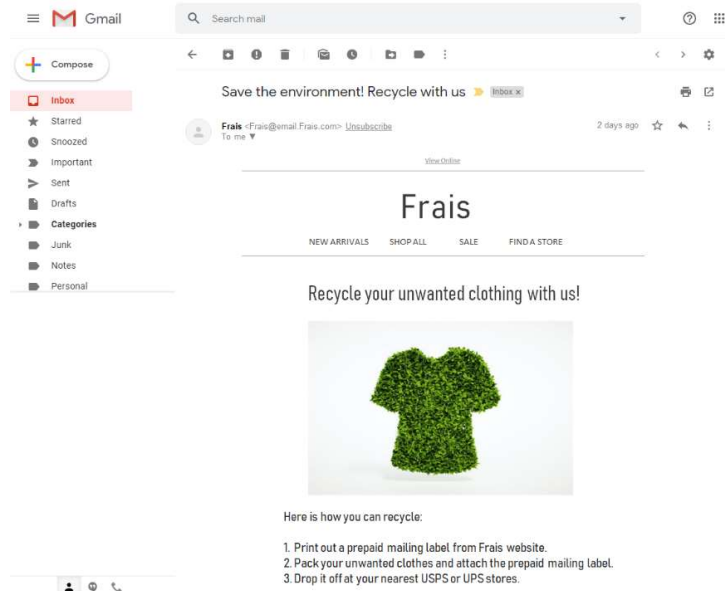 Gmail
Search mail
Compose
Inbox
Starred
Snoozed
Important
Sent
Drafts
Categories
Junk
Notes
Personal
Save the environment! Recycle with us Inbox x
Frais <Frais@email.Frais.com> Unsubscribe 2 days ago
To me ▼
View Online
Frais
NEW ARRIVALS SHOP ALL SALE FIND A STORE
Recycle your unwanted clothing with us!
Here is how you can recycle:
1. Print out a prepaid mailing label from Frais website.
2. Pack your unwanted clothes and attach the prepaid mailing label.
3. Drop it off at your nearest USPS or UPS stores.